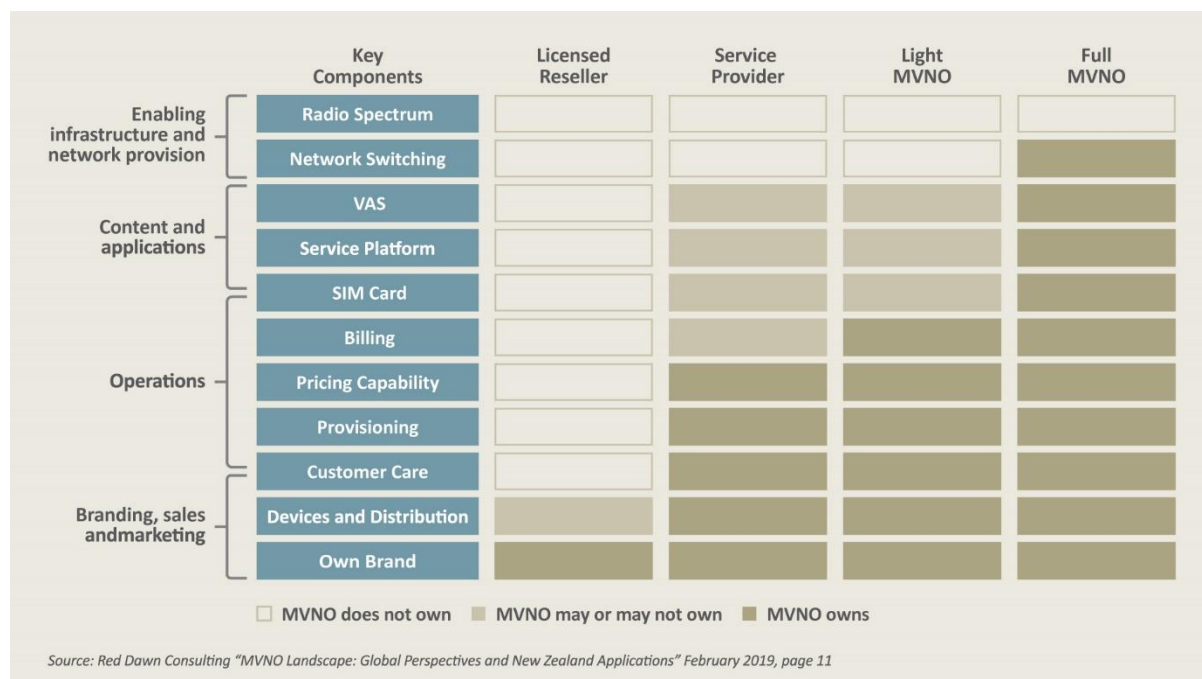 Key Components
Licensed Reseller
Service Provider
Light MVNO
Full MVNO
Enabling infrastructure and network provision
Radio Spectrum
Network Switching
Content and applications
VAS
Service Platform
SIM Card
Operations
Billing
Pricing Capability
Provisioning
Customer Care
Branding, sales andmarketing
Devices and Distribution
Own Brand
MVNO does not own
MVNO may or may not own
MVNO owns
Source: Red Dawn Consulting “MVNO Landscape: Global Perspectives and New Zealand Applications” February 2019, page 11